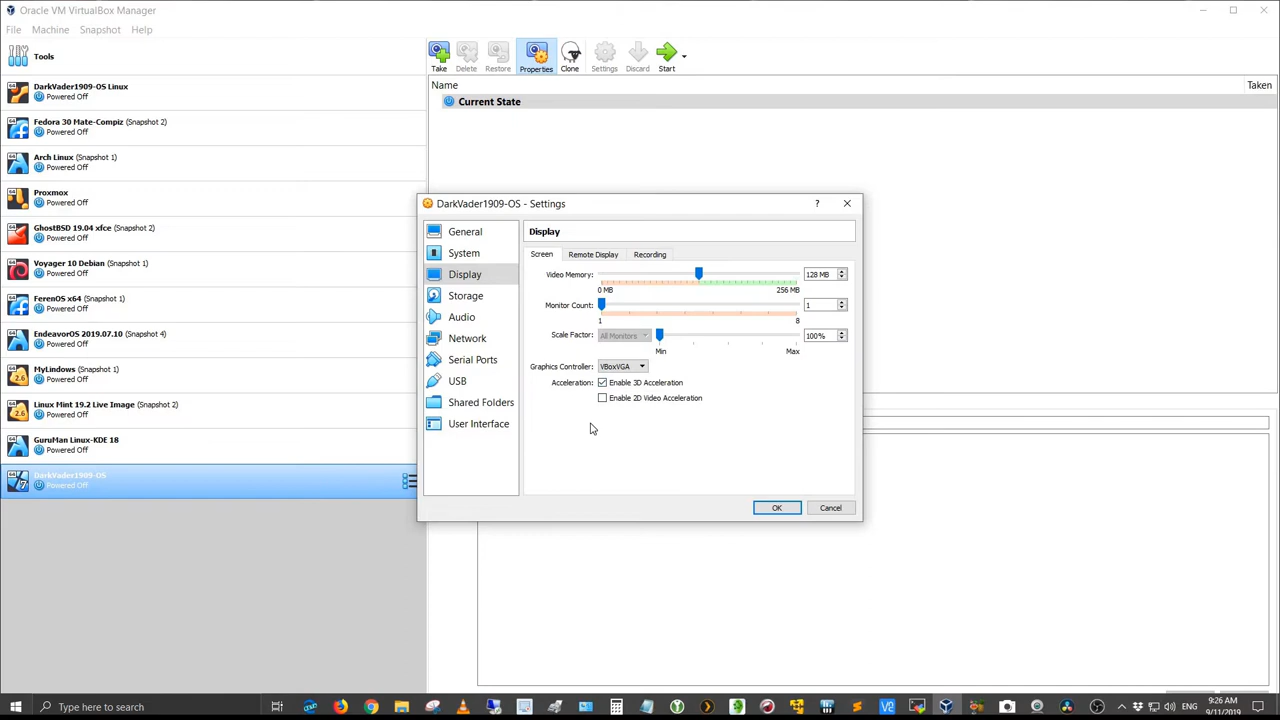 Oracle VM VirtualBox Manager
File Machine Snapshot Help
Tools
Take Delete Restore Properties Clone Settings Discard Start
Name Taken
Current State
DarkVader1909-OS Linux
Powered Off
Fedora 30 Mate-Compiz (Snapshot 2)
Powered Off
Arch Linux (Snapshot 1)
Powered Off
Proxmox
Powered Off
GhostBSD 19.04 xfce (Snapshot 2)
Powered Off
Voyager 10 Debian (Snapshot 1)
Powered Off
FerenOS x64 (Snapshot 1)
Powered Off
EndeavorOS 2019.07.10 (Snapshot 4)
Powered Off
MyLindows (Snapshot 1)
Powered Off
Linux Mint 19.2 Live Image (Snapshot 2)
Powered Off
GuruMan Linux-KDE 18
Powered Off
DarkVader1909-OS
Powered Off
DarkVader1909-OS - Settings
General
System
Display
Storage
Audio
Network
Serial Ports
USB
Shared Folders
User Interface
Display
Screen Remote Display Recording
Video Memory: 128 MB
0 MB 256 MB
Monitor Count: 1
1 8
Scale Factor: All Monitors 100%
Min Max
Graphics Controller: VBoxVGA
Acceleration: Enable 3D Acceleration
Enable 2D Video Acceleration
OK Cancel
Type here to search
9:26 AM
9/11/2019